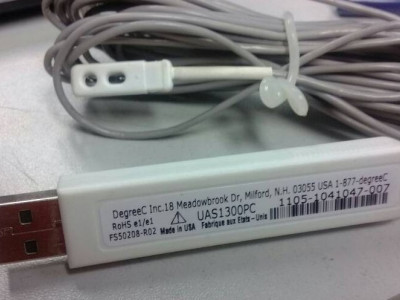 DegreeC Inc.18 Meadowbrook Dr, Milford, N.H. 03055 USA 1-877-degreeC
RoHS e1/e1
UAS1300PC
1105-1041047-007
FS50208-R02 Made in USA Fabrique aux Etats - Unis